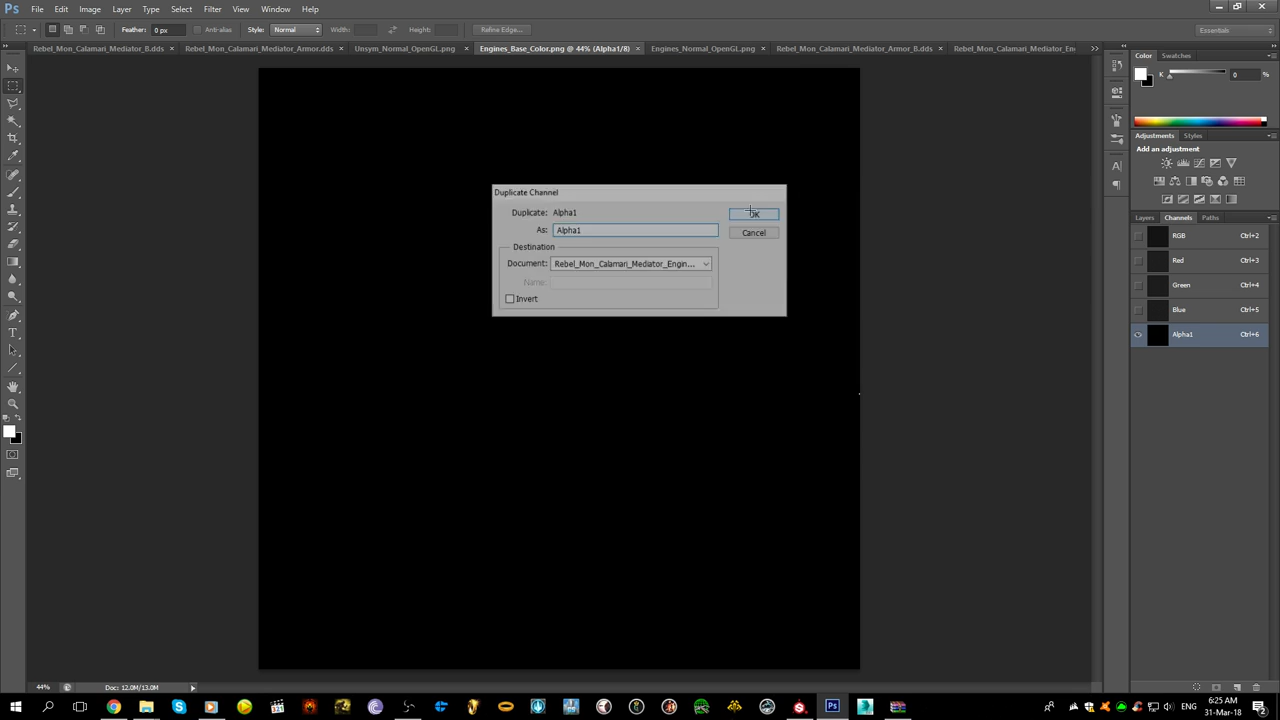 Ps File Edit Image Layer Type Select Filter View Window Help
Feather: 0 px Anti-alias Style: Normal Width: Height: Refine Edge... Essentials
Rebel_Mon_Calamari_Mediator_B.dds × Rebel_Mon_Calamari_Mediator_Armor.dds × Unsym_Normal_OpenGL.png × Engines_Base_Color.png @ 44% (Alpha1/8) × Engines_Normal_OpenGL.png × Rebel_Mon_Calamari_Mediator_Armor_B.dds × Rebel_Mon_Calamari_Mediator_En
Color Swatches
K 0 %
Adjustments Styles
Add an adjustment
Layers Channels Paths
RGB Ctrl+2
Red Ctrl+3
Green Ctrl+4
Blue Ctrl+5
Alpha1 Ctrl+6
Duplicate Channel
Duplicate: Alpha1 OK
As: Alpha1 Cancel
Destination
Document: Rebel_Mon_Calamari_Mediator_Engin...
Name:
Invert
44% Doc: 12.0M/13.0M
6:25 AM
31-Mar-18